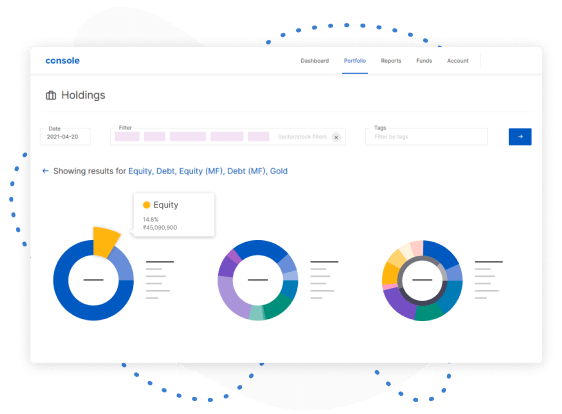 console
Dashboard Portfolio Reports Funds Account
Holdings
Date
2021-04-20
Filter
Sector/stock filters
Tags
Filter by tags
← Showing results for Equity, Debt, Equity (MF), Debt (MF), Gold
Equity
14.8%
₹45,090,900